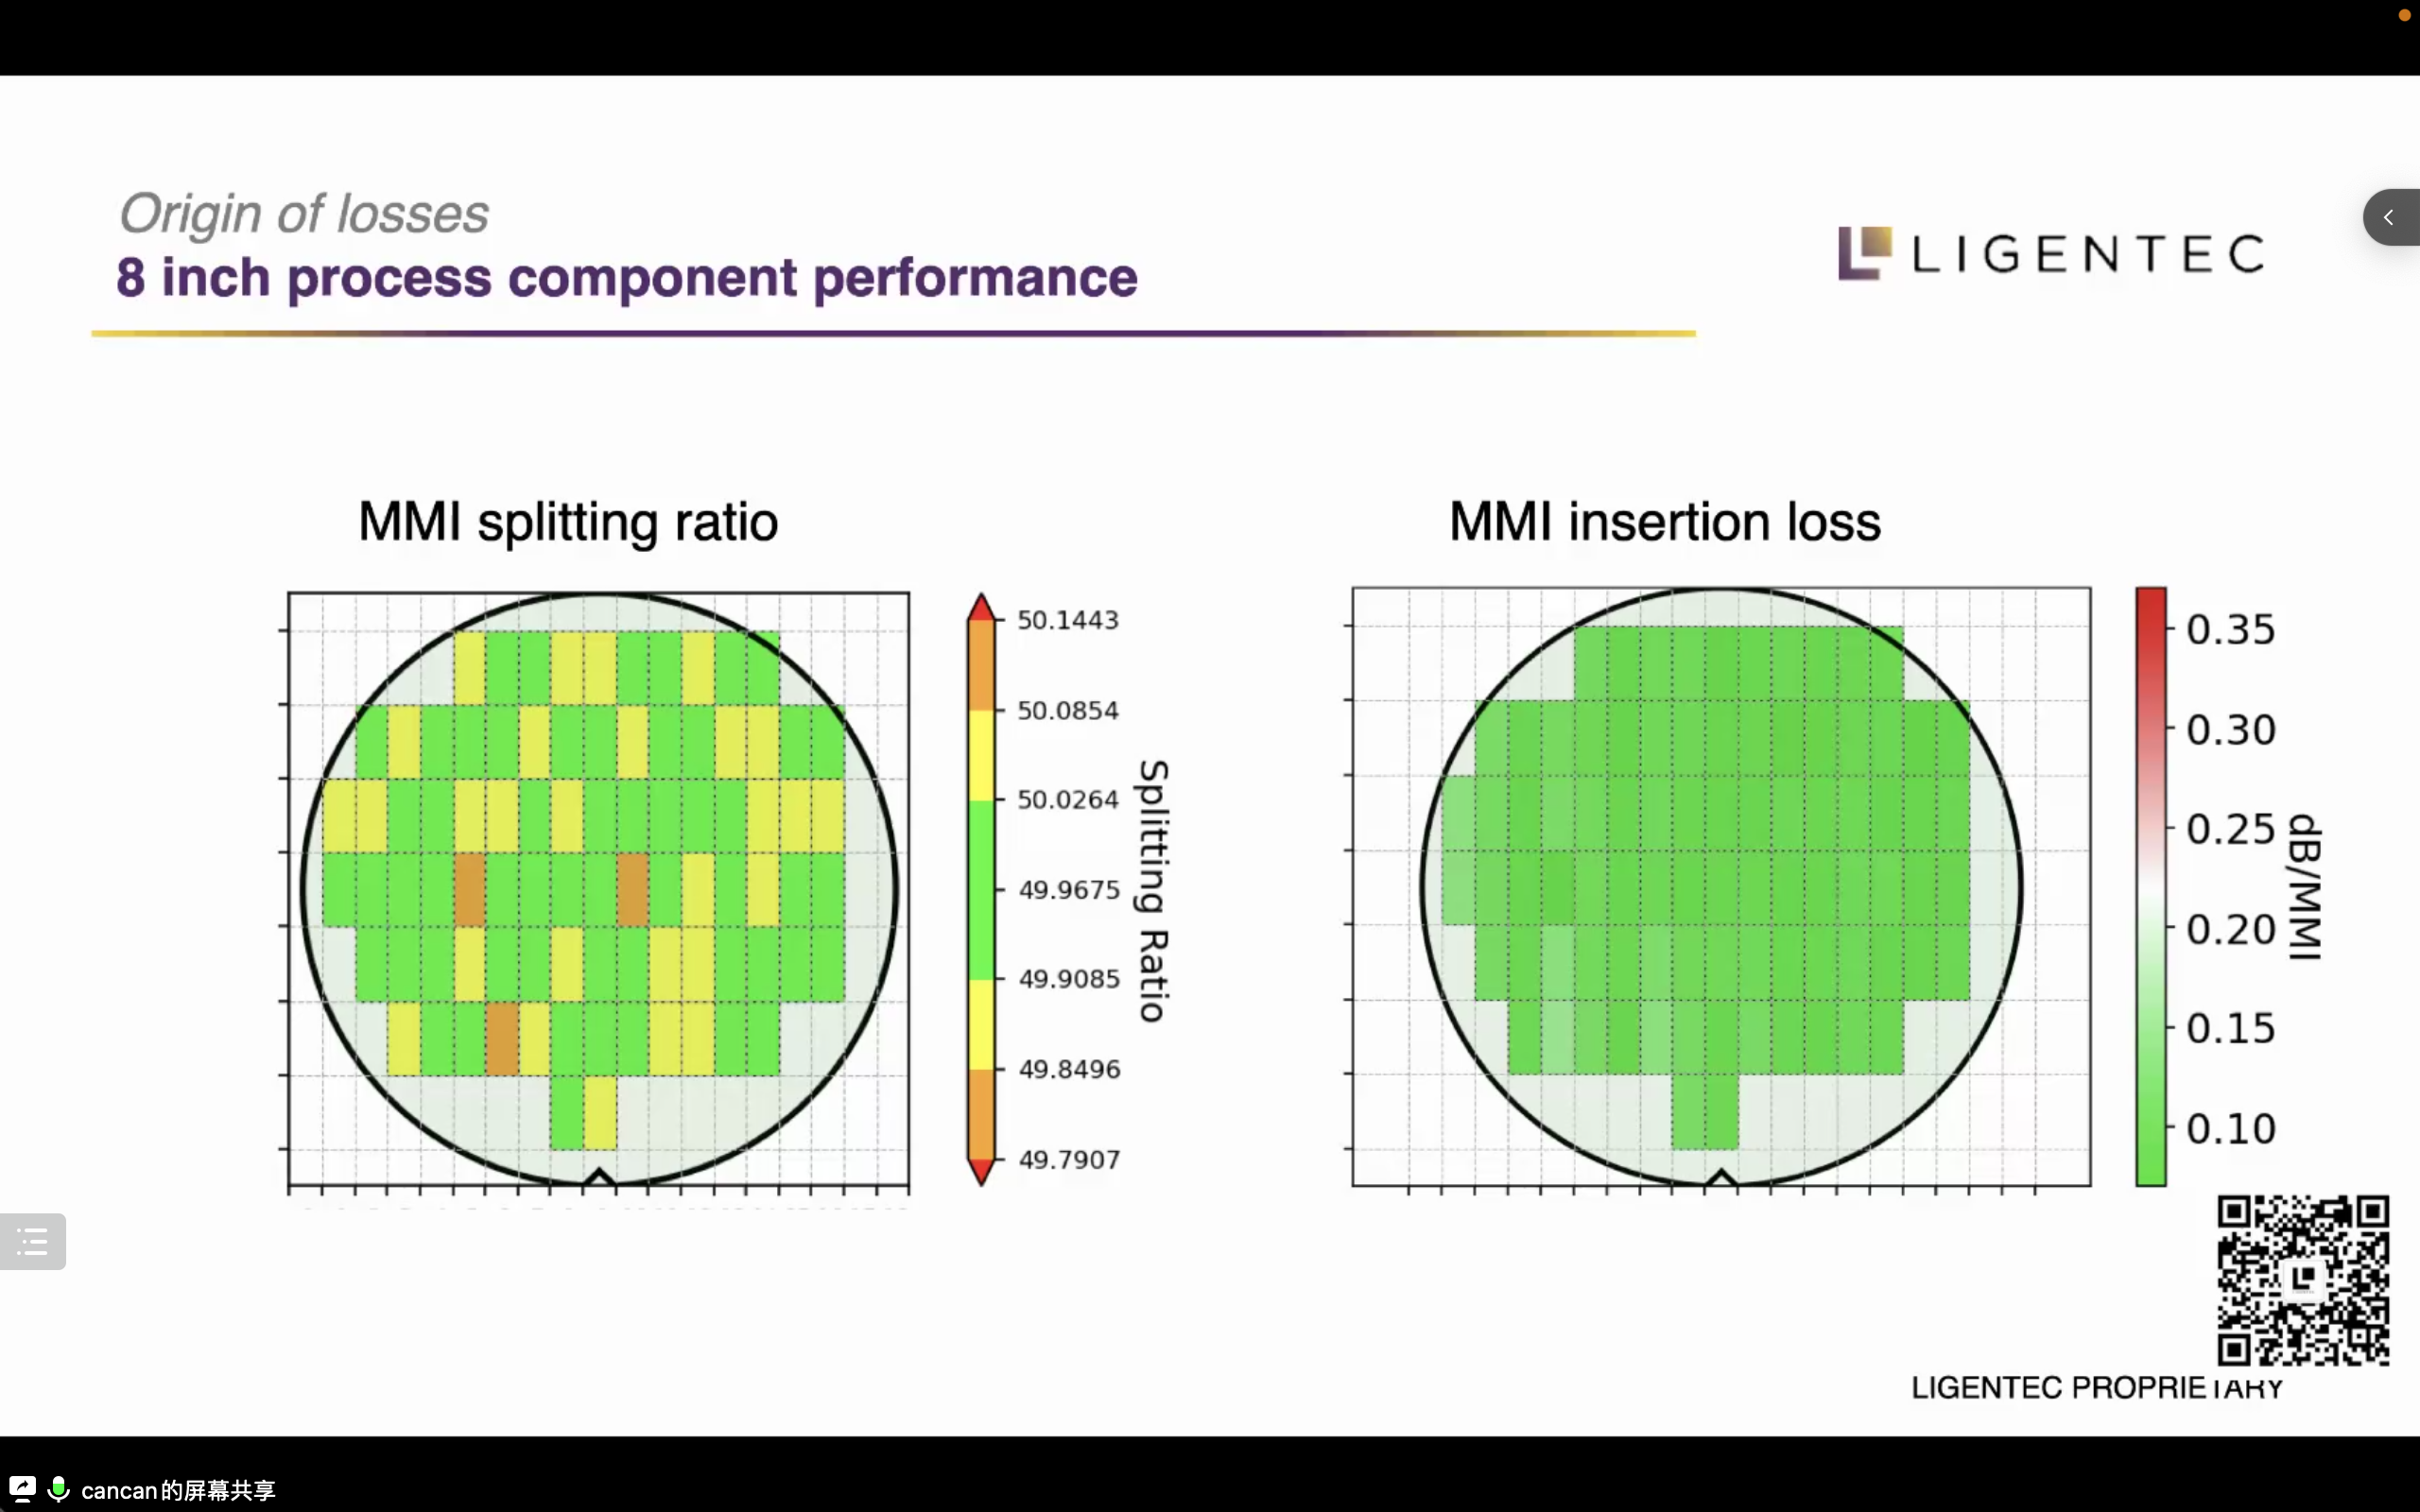 Origin of losses
8 inch process component performance
LIGENTEC
MMI splitting ratio
50.1443
50.0854
50.0264
49.9675
49.9085
49.8496
49.7907
Splitting Ratio
MMI insertion loss
0.35
0.30
0.25
0.20
0.15
0.10
dB/MMI
LIGENTEC PROPRIETARY
cancan的屏幕共享